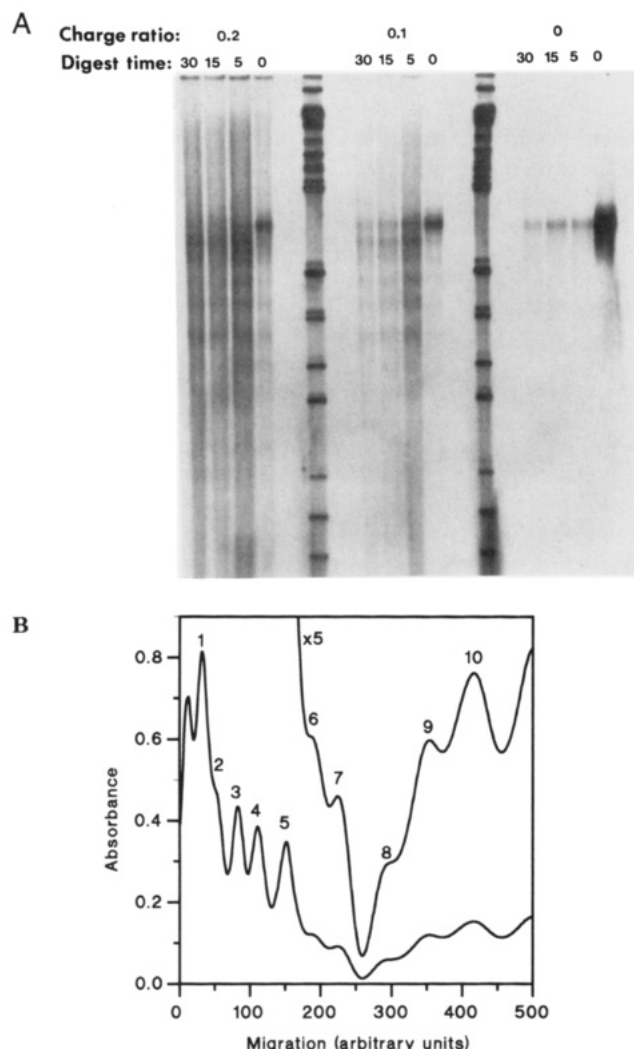 A
Charge ratio: 0.2 0.1 0
Digest time: 30 15 5 0 30 15 5 0 30 15 5 0
B
x5
1
2
3
4
5
6
7
8
9
10
0.8
0.6
0.4
0.2
0.0
Absorbance
0 100 200 300 400 500
Migration (arbitrary units)